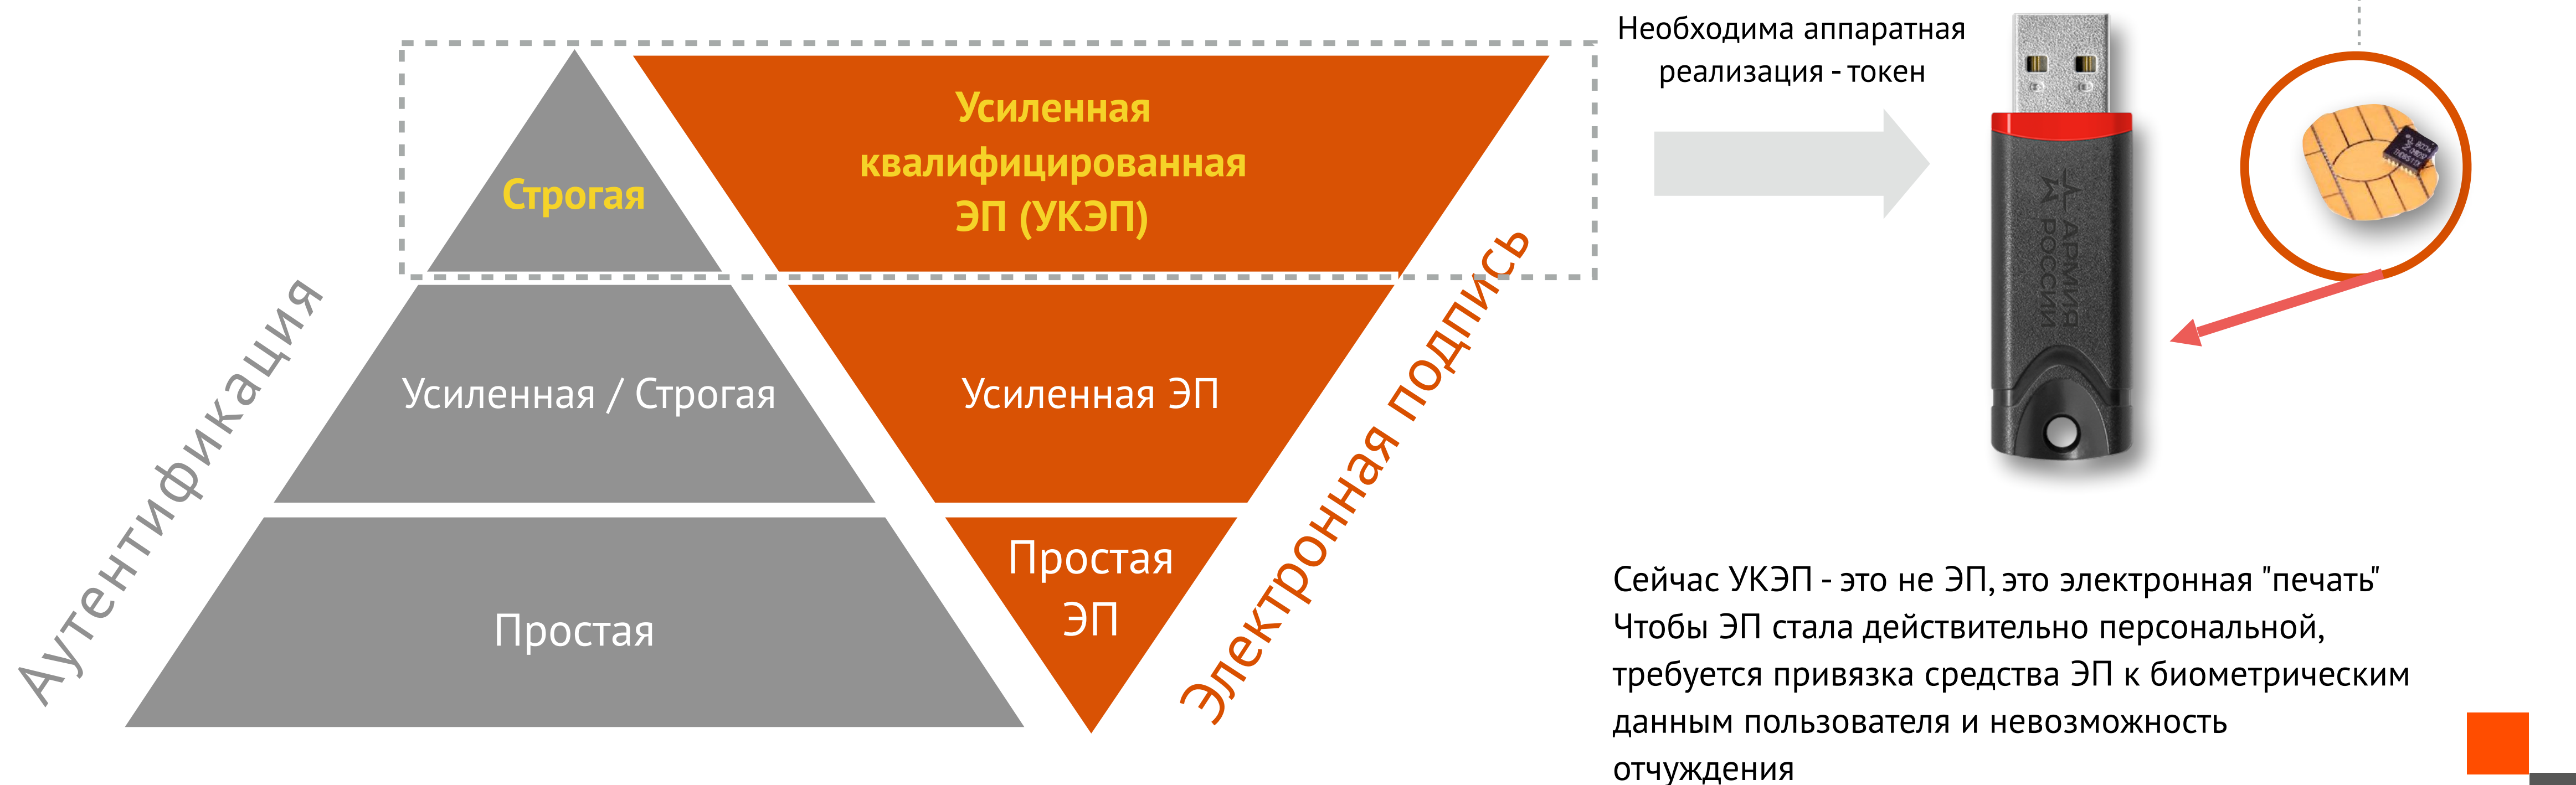 Необходима аппаратная
реализация - токен
Усиленная
квалифицированная
ЭП (УКЭП)
Строгая
Усиленная / Строгая
Усиленная ЭП
Простая
ЭП
Простая
Аутентификация
Электронная подпись
АРМИЯ
РОССИИ
Сейчас УКЭП - это не ЭП, это электронная "печать"
Чтобы ЭП стала действительно персональной,
требуется привязка средства ЭП к биометрическим
данным пользователя и невозможность
отчуждения